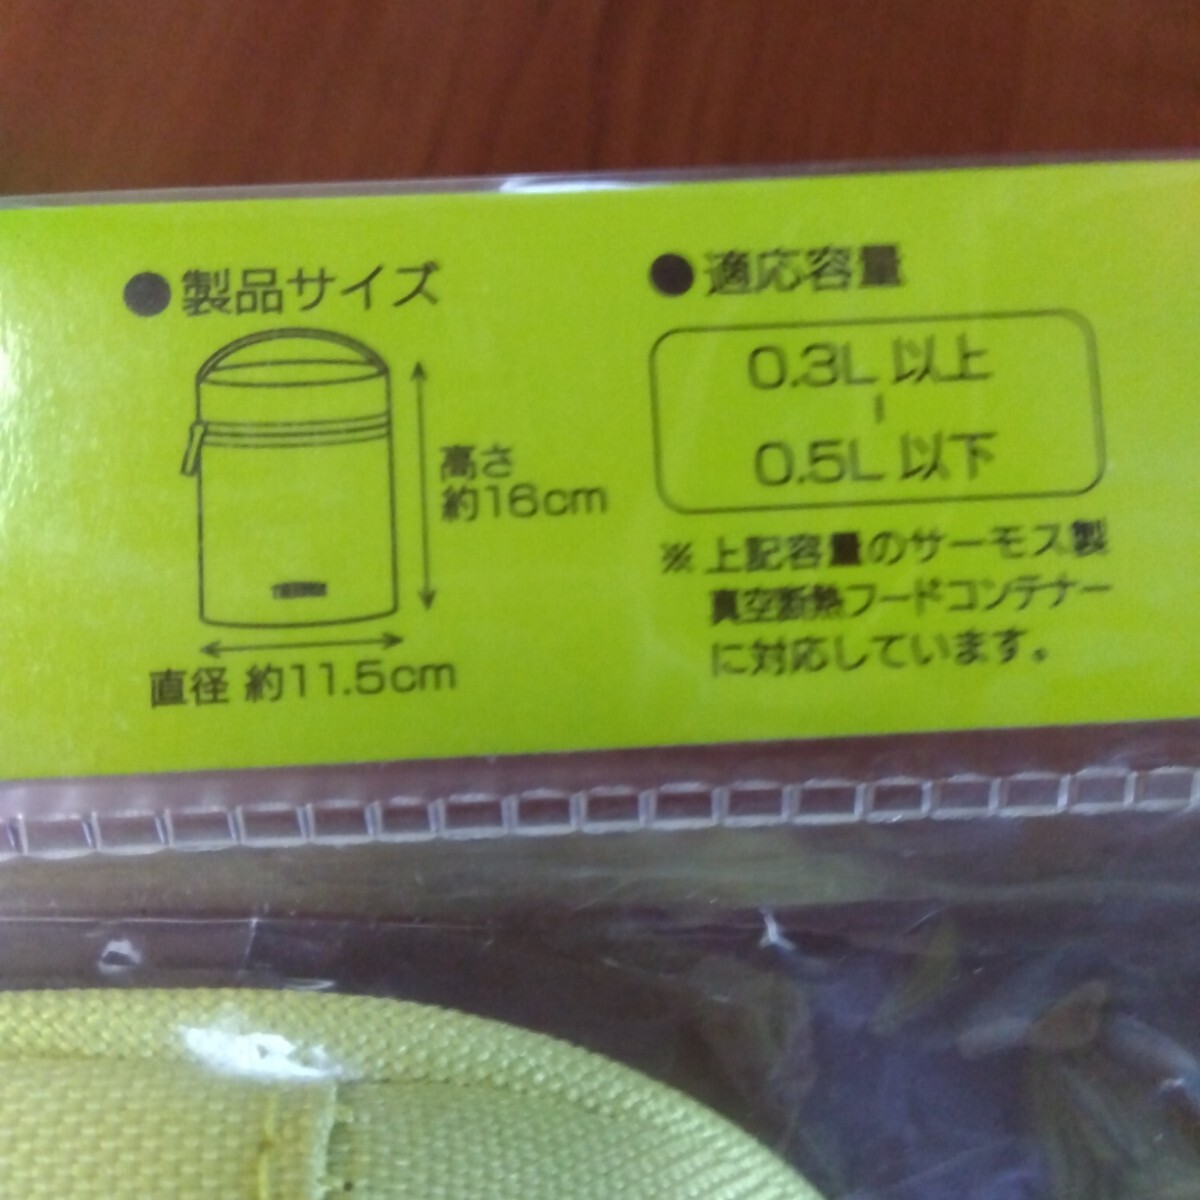 ●製品サイズ
高さ
約16cm
THERMOS
直径 約11.5cm
●適応容量
0.3L 以上
~
0.5L 以下
※上記容量のサーモス製
真空断熱フードコンテナー
に対応しています。